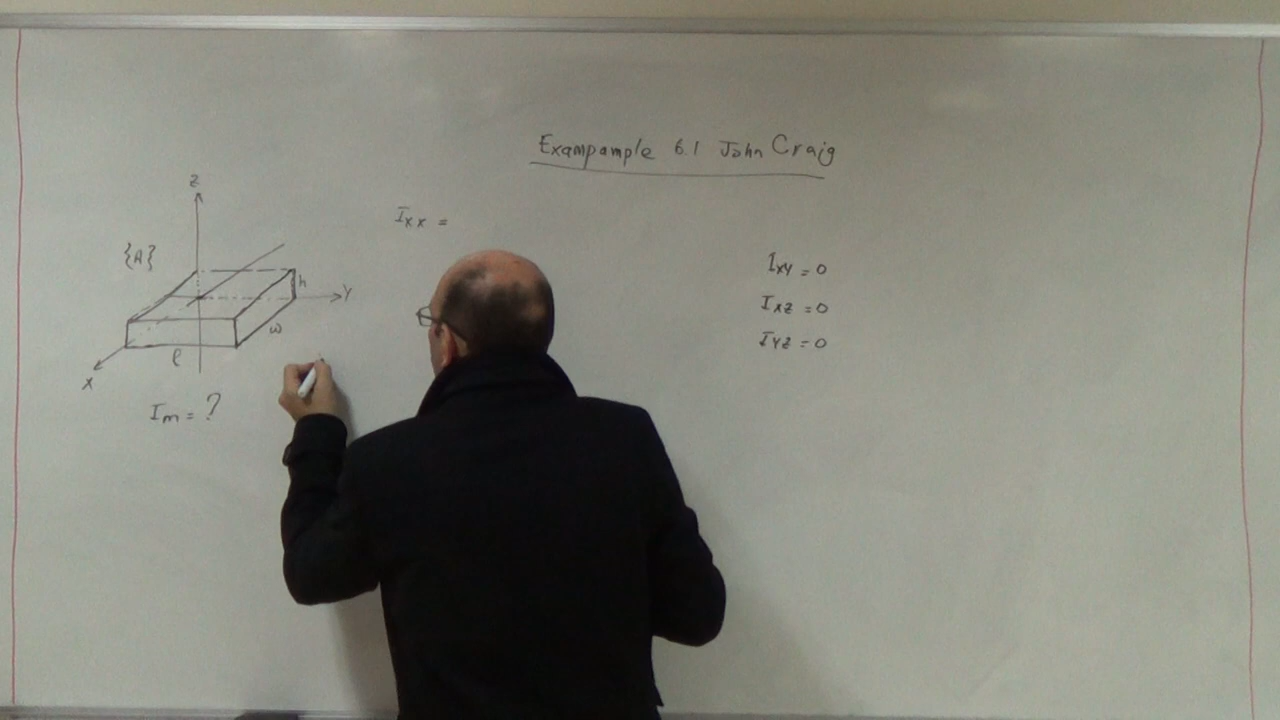 Exampample 6.1 John Craig
Z
{A}
h
Y
ω
l
X
Im = ?
Ixx =
Ixy = 0
Ixz = 0
Iyz = 0